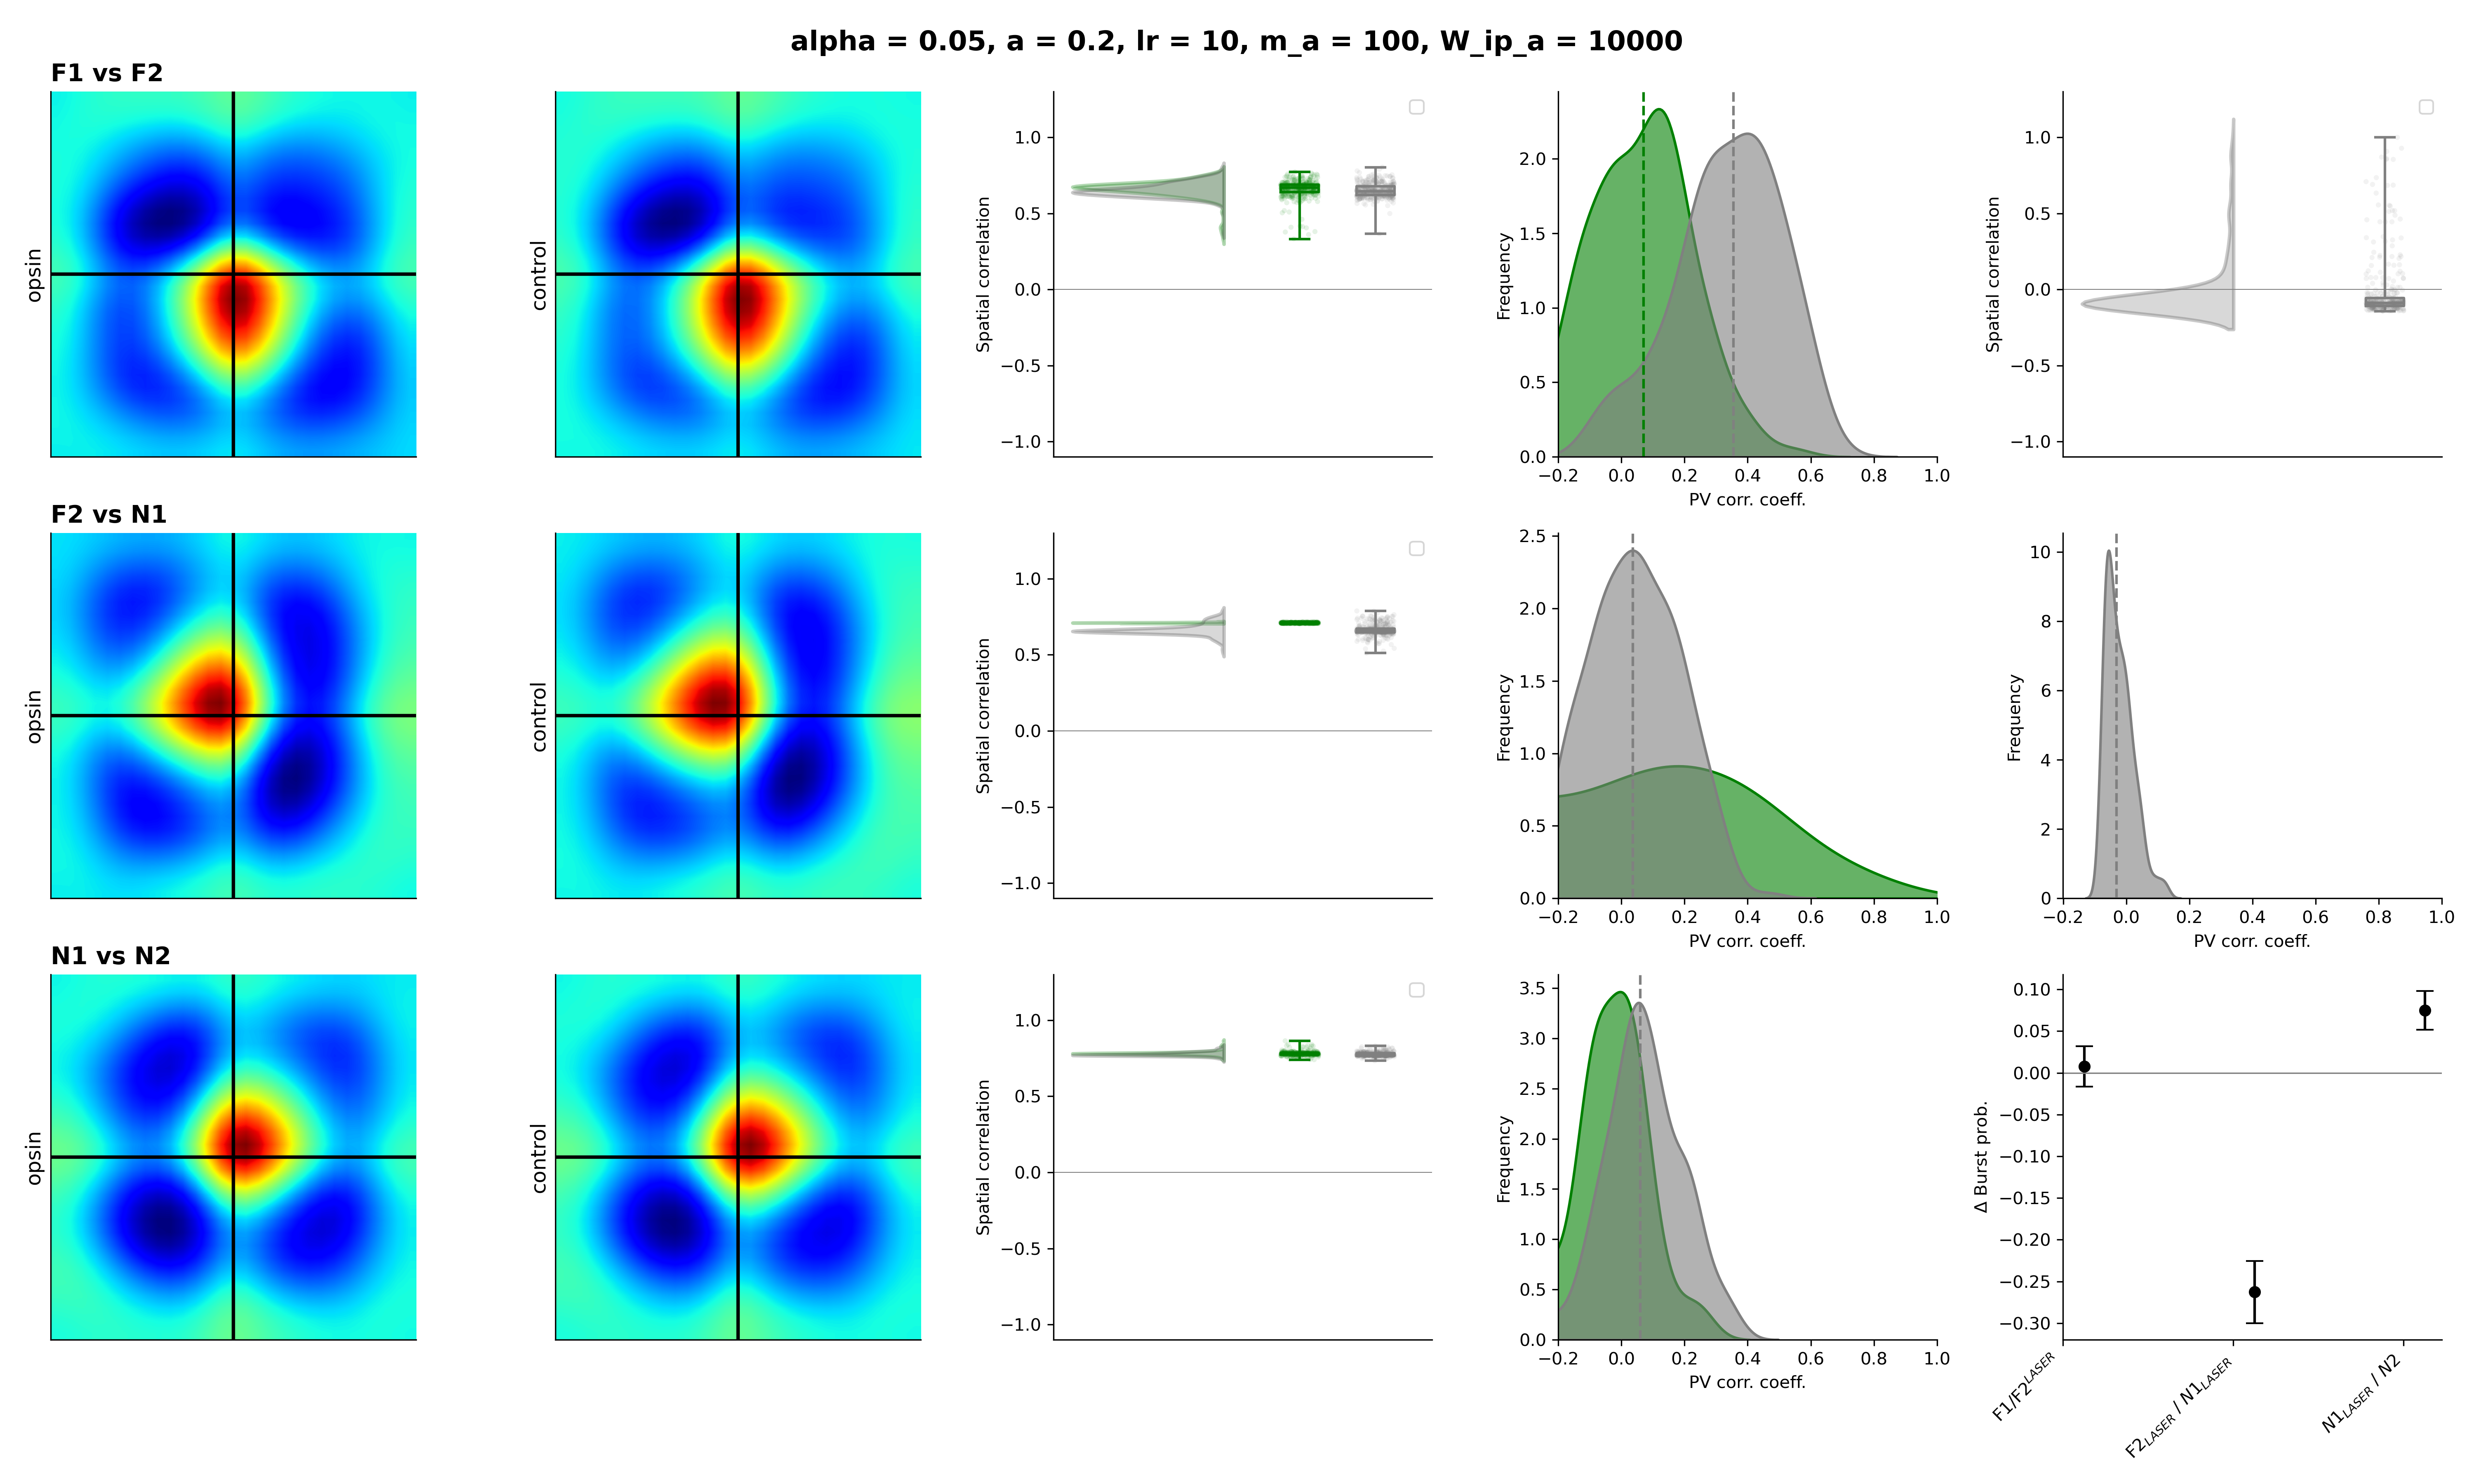 alpha = 0.05, a = 0.2, lr = 10, m_a = 100, W_ip_a = 10000
F1 vs F2
opsin
control
Spatial correlation
1.0
0.5
0.0
−0.5
−1.0
Frequency
2.0
1.5
1.0
0.5
0.0
−0.2 0.0 0.2 0.4 0.6 0.8 1.0
PV corr. coeff.
Spatial correlation
1.0
0.5
0.0
−0.5
−1.0
F2 vs N1
opsin
control
Spatial correlation
1.0
0.5
0.0
−0.5
−1.0
Frequency
2.5
2.0
1.5
1.0
0.5
0.0
−0.2 0.0 0.2 0.4 0.6 0.8 1.0
PV corr. coeff.
Frequency
10
8
6
4
2
0
−0.2 0.0 0.2 0.4 0.6 0.8 1.0
PV corr. coeff.
N1 vs N2
opsin
control
Spatial correlation
1.0
0.5
0.0
−0.5
−1.0
Frequency
3.5
3.0
2.5
2.0
1.5
1.0
0.5
0.0
−0.2 0.0 0.2 0.4 0.6 0.8 1.0
PV corr. coeff.
Δ Burst prob.
0.10
0.05
0.00
−0.05
−0.10
−0.15
−0.20
−0.25
−0.30
F1/F2^LASER
F2_LASER / N1_LASER
N1_LASER / N2